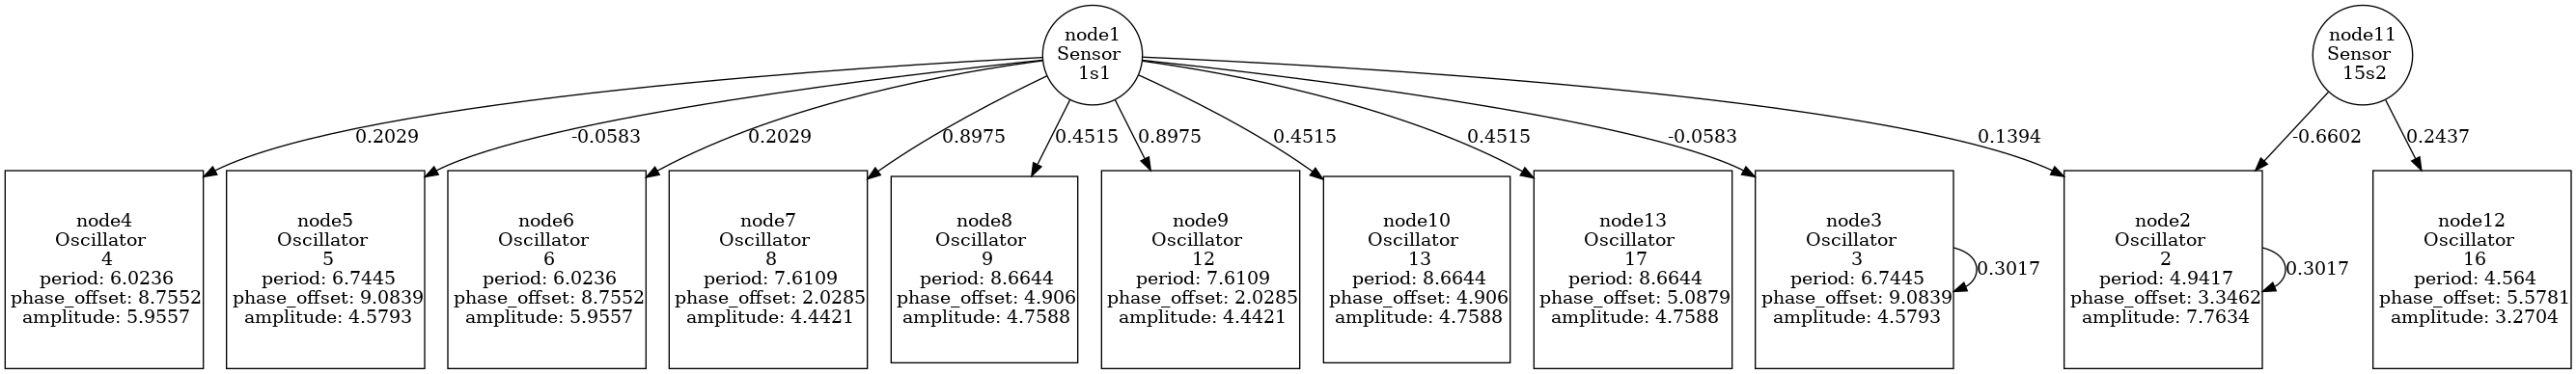 node1
Sensor
1s1
node11
Sensor
15s2
0.2029
-0.0583
0.2029
0.8975
0.4515
0.8975
0.4515
0.4515
-0.0583
0.1394
-0.6602
0.2437
node4
Oscillator
4
period: 6.0236
phase_offset: 8.7552
amplitude: 5.9557
node5
Oscillator
5
period: 6.7445
phase_offset: 9.0839
amplitude: 4.5793
node6
Oscillator
6
period: 6.0236
phase_offset: 8.7552
amplitude: 5.9557
node7
Oscillator
8
period: 7.6109
phase_offset: 2.0285
amplitude: 4.4421
node8
Oscillator
9
period: 8.6644
phase_offset: 4.906
amplitude: 4.7588
node9
Oscillator
12
period: 7.6109
phase_offset: 2.0285
amplitude: 4.4421
node10
Oscillator
13
period: 8.6644
phase_offset: 4.906
amplitude: 4.7588
node13
Oscillator
17
period: 8.6644
phase_offset: 5.0879
amplitude: 4.7588
node3
Oscillator
3
period: 6.7445
phase_offset: 9.0839
amplitude: 4.5793
0.3017
node2
Oscillator
2
period: 4.9417
phase_offset: 3.3462
amplitude: 7.7634
0.3017
node12
Oscillator
16
period: 4.564
phase_offset: 5.5781
amplitude: 3.2704